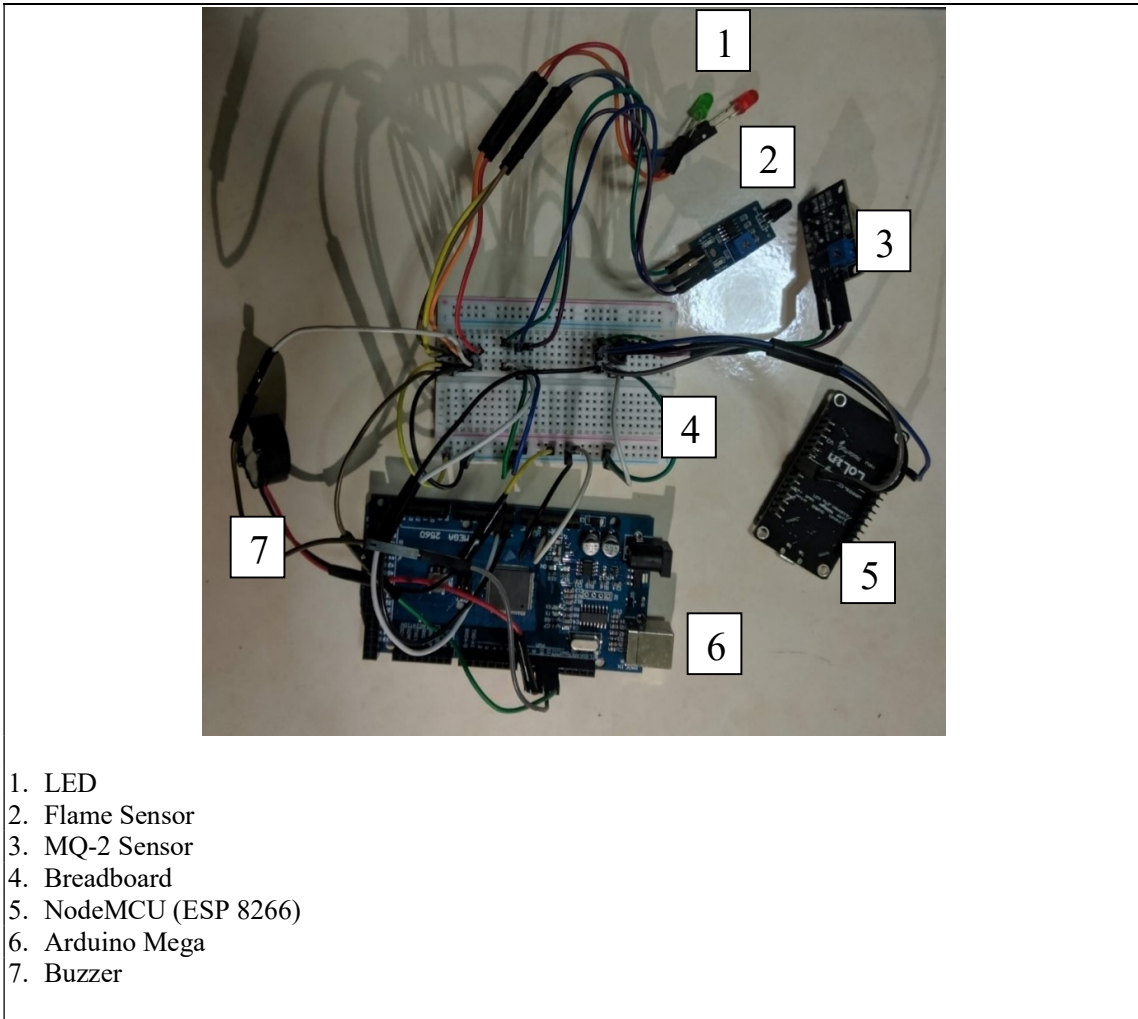 1
2
3
4
LoLin
5
MEGA 2560
6
7
1. LED
2. Flame Sensor
3. MQ-2 Sensor
4. Breadboard
5. NodeMCU (ESP 8266)
6. Arduino Mega
7. Buzzer